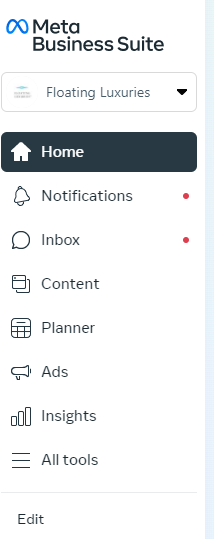 Meta
Business Suite
Floating Luxuries
Home
Notifications
Inbox
Content
Planner
Ads
Insights
All tools
Edit